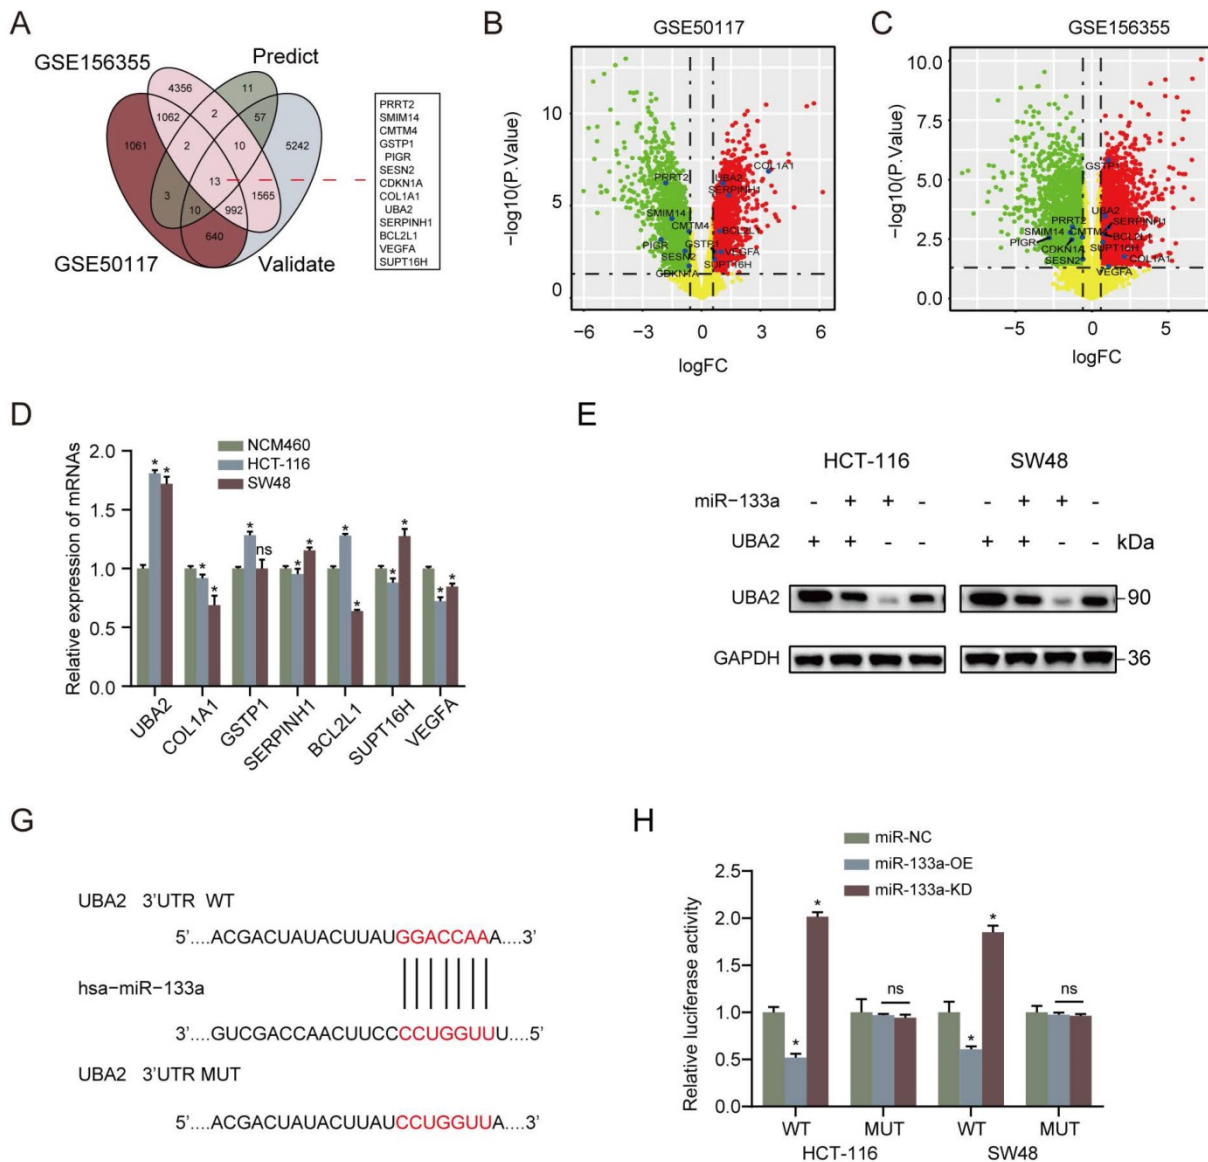 A
GSE156355
Predict
4356
11
1062
2
57
1061
2
10
5242
3
13
1565
10
992
640
GSE50117
Validate
PRRT2
SMIM14
CMTM4
GSTP1
PIGR
SESN2
CDKN1A
COL1A1
UBA2
SERPINH1
BCL2L1
VEGFA
SUPT16H
B
GSE50117
−log10(P.Value)
10
5
0
PRRT2
UBA2
COL1A1
SERPINH1
SMIM14
CMTM4
BCL2L1
PIGR
GSTP1
SESN2
VEGFA
SUPT16H
CDKN1A
−6
−3
0
3
6
logFC
C
GSE156355
−log10(P.Value)
10.0
7.5
5.0
2.5
0.0
GSTP1
UBA2
PRRT2
SERPINH1
SMIM14
CMTM4
BCL2L1
PIGR
CDKN1A
SUPT16H
SESN2
COL1A1
VEGFA
−5
0
5
logFC
D
NCM460
HCT-116
SW48
Relative expression of mRNAs
2.0
1.5
1.0
0.5
0.0
* * * * * ns * * * * * * * *
UBA2
COL1A1
GSTP1
SERPINH1
BCL2L1
SUPT16H
VEGFA
E
HCT-116 SW48
miR−133a - + + - - + + -
UBA2 + + - - + + - - kDa
UBA2 90
GAPDH 36
G
UBA2 3'UTR WT
5'....ACGACUAUACUUAUGGACCAAA....3'
hsa−miR−133a
3'....GUCGACCAACUUCCCCUGGUUU....5'
UBA2 3'UTR MUT
5'....ACGACUAUACUUAUCCUGGUUA....3'
H
miR-NC
miR-133a-OE
miR-133a-KD
Relative luciferase activity
2.5
2.0
1.5
1.0
0.5
0.0
* * ns * * ns
WT MUT WT MUT
HCT-116 SW48